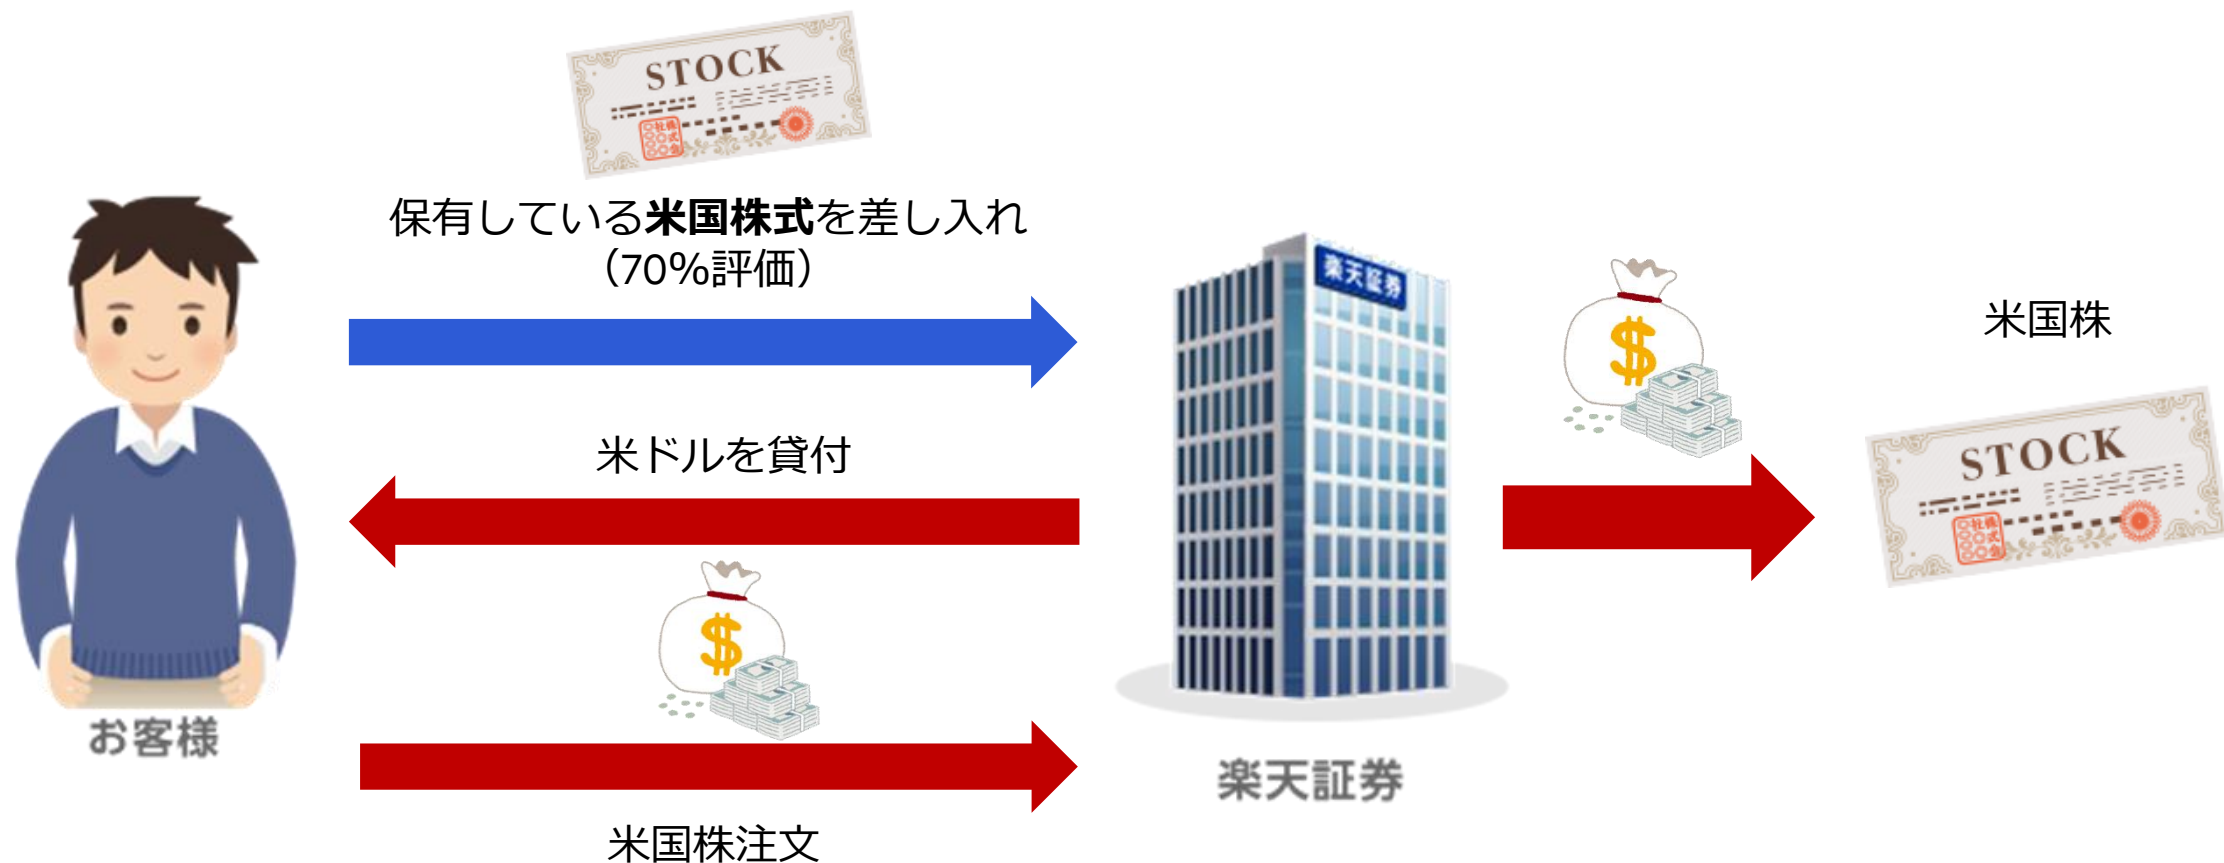 STOCK
保有している米国株式を差し入れ
（70%評価）
米ドルを貸付
米国株注文
お客様
楽天証券
楽天証券
米国株
STOCK